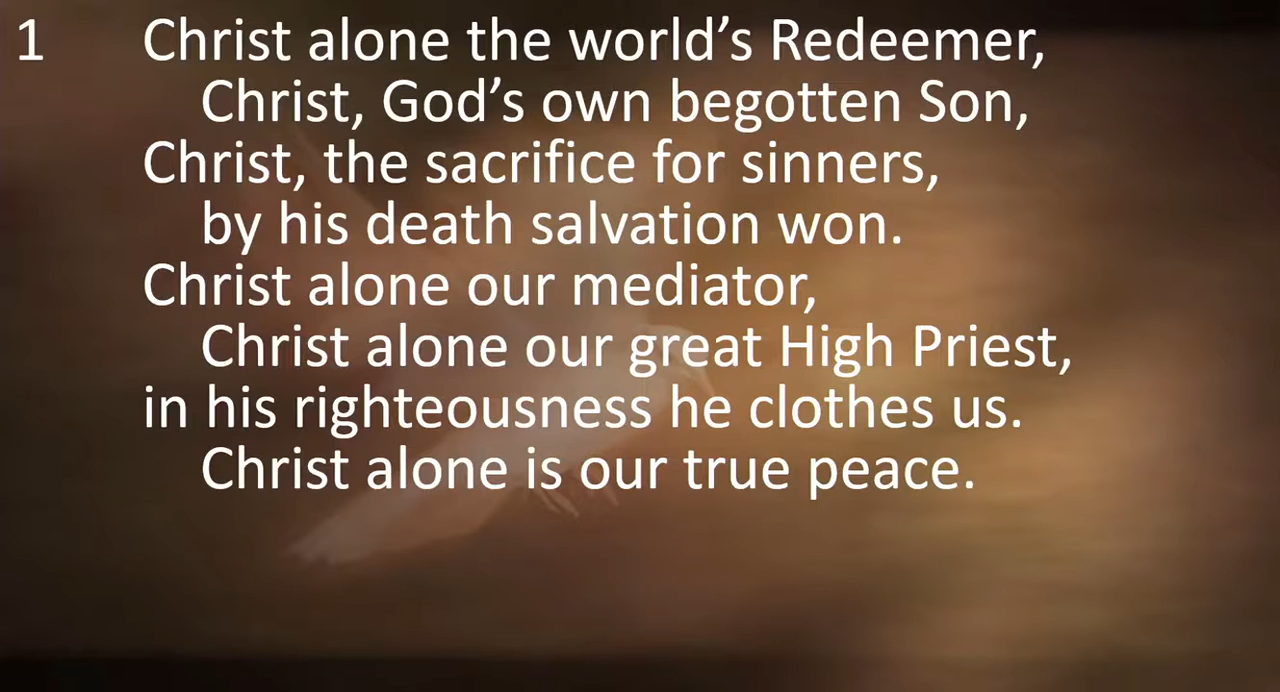 1 Christ alone the world’s Redeemer,
Christ, God’s own begotten Son,
Christ, the sacrifice for sinners,
by his death salvation won.
Christ alone our mediator,
Christ alone our great High Priest,
in his righteousness he clothes us.
Christ alone is our true peace.